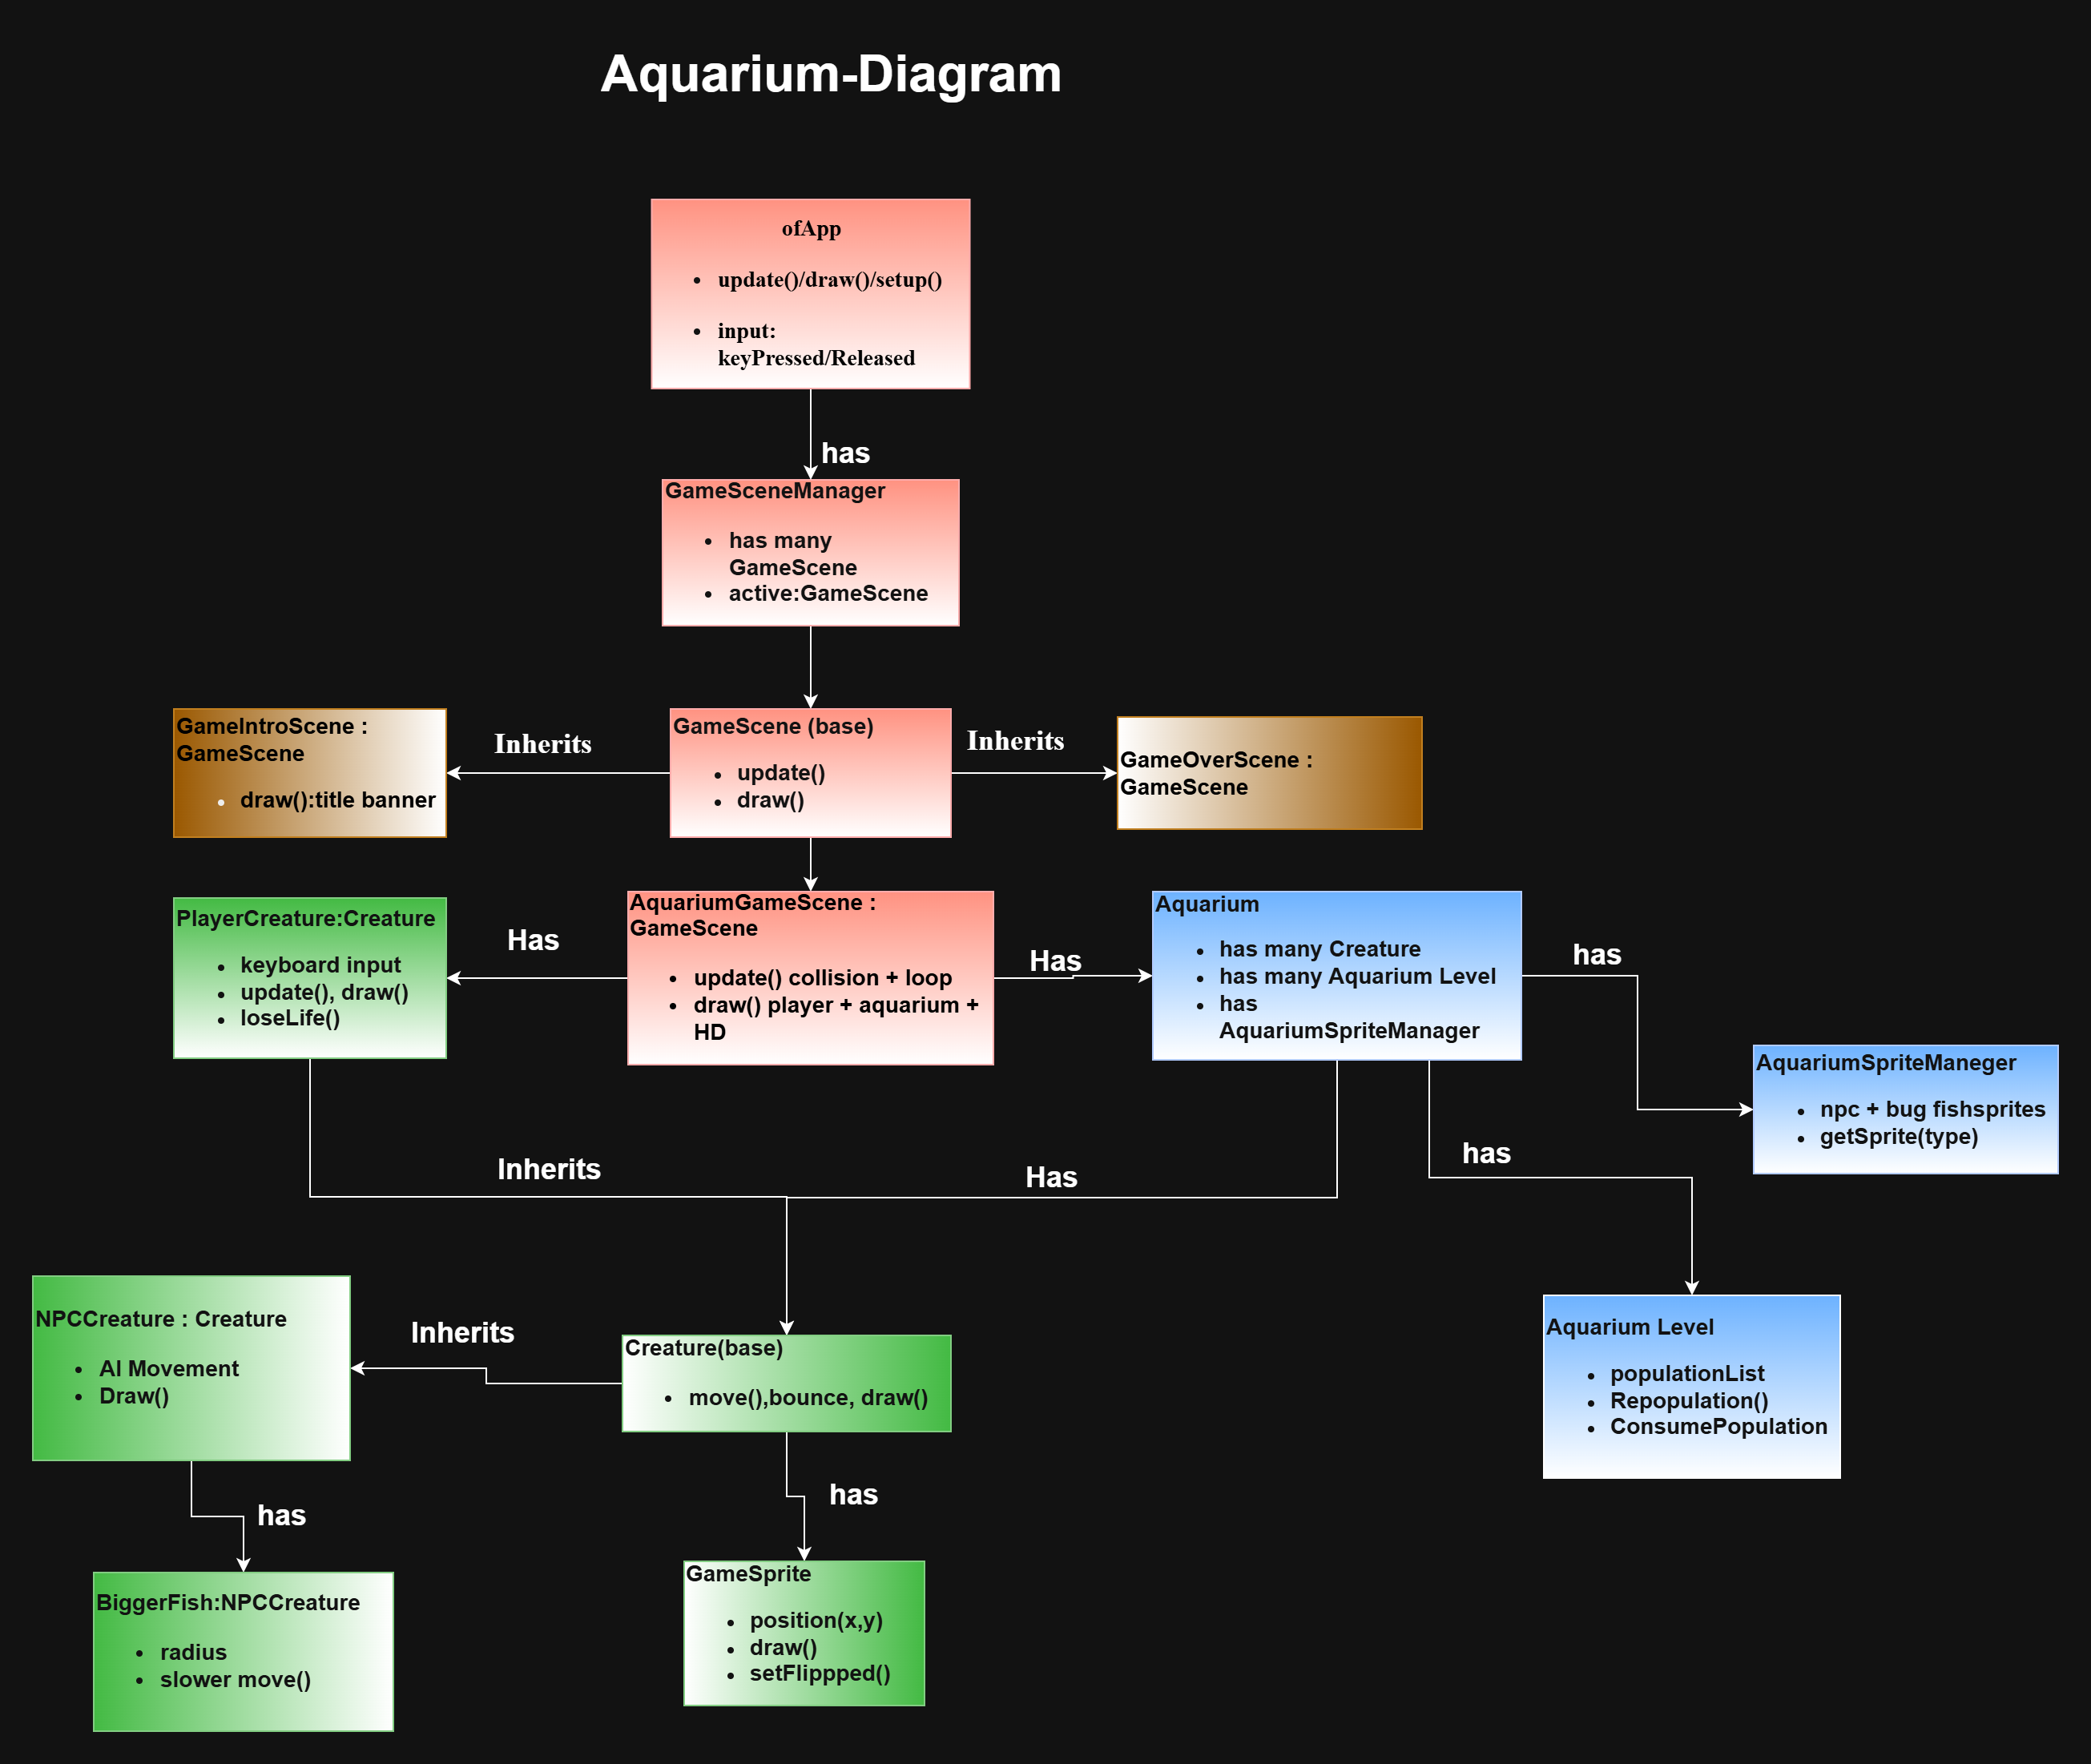 Aquarium-Diagram
ofApp
update()/draw()/setup()
input:
keyPressed/Released
has
GameSceneManager
has many
GameScene
active:GameScene
GameIntroScene :
GameScene
draw():title banner
Inherits
GameScene (base)
update()
draw()
Inherits
GameOverScene :
GameScene
PlayerCreature:Creature
keyboard input
update(), draw()
loseLife()
Has
AquariumGameScene :
GameScene
update() collision + loop
draw() player + aquarium +
HD
Has
Aquarium
has many Creature
has many Aquarium Level
has
AquariumSpriteManager
has
AquariumSpriteManeger
npc + bug fishsprites
getSprite(type)
Inherits
Has
has
NPCCreature : Creature
AI Movement
Draw()
Inherits
Creature(base)
move(),bounce, draw()
Aquarium Level
populationList
Repopulation()
ConsumePopulation
has
has
BiggerFish:NPCCreature
radius
slower move()
GameSprite
position(x,y)
draw()
setFlippped()